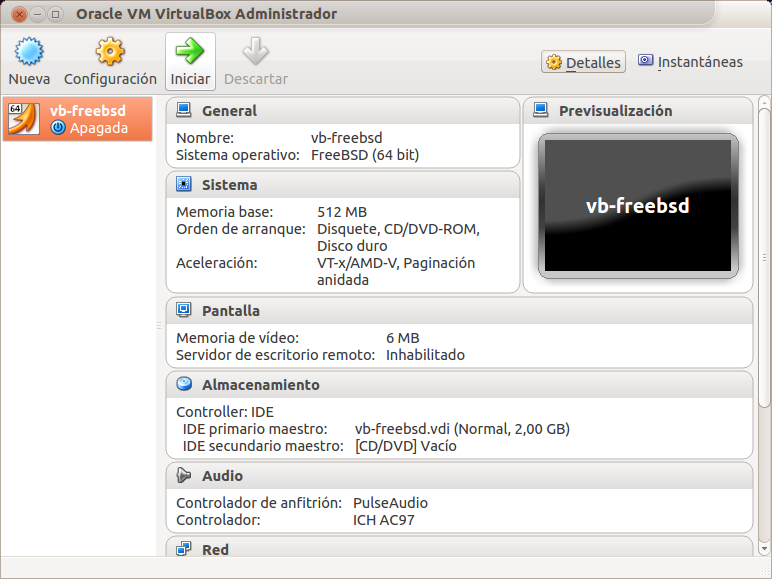 Oracle VM VirtualBox Administrador
Nueva Configuración Iniciar Descartar
Detalles Instantáneas
64 vb-freebsd
Apagada
General
Nombre: vb-freebsd
Sistema operativo: FreeBSD (64 bit)
Previsualización
vb-freebsd
Sistema
Memoria base: 512 MB
Orden de arranque: Disquete, CD/DVD-ROM,
Disco duro
Aceleración: VT-x/AMD-V, Paginación
anidada
Pantalla
Memoria de vídeo: 6 MB
Servidor de escritorio remoto: Inhabilitado
Almacenamiento
Controller: IDE
IDE primario maestro: vb-freebsd.vdi (Normal, 2,00 GB)
IDE secundario maestro: [CD/DVD] Vacío
Audio
Controlador de anfitrión: PulseAudio
Controlador: ICH AC97
Red